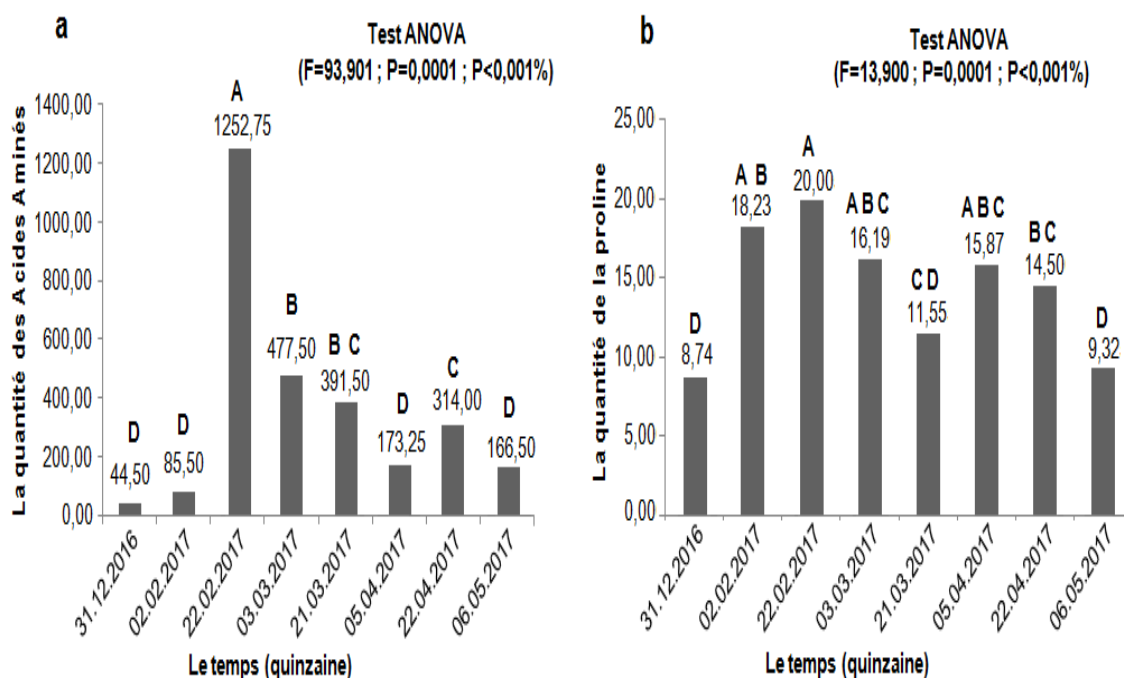 a
Test ANOVA
(F=93,901 ; P=0,0001 ; P<0,001%)
La quantité des Acides Aminés
1400,00
1200,00
1000,00
800,00
600,00
400,00
200,00
0,00
D
44,50
D
85,50
A
1252,75
B
477,50
B C
391,50
D
173,25
C
314,00
D
166,50
31.12.2016
02.02.2017
22.02.2017
03.03.2017
21.03.2017
05.04.2017
22.04.2017
06.05.2017
Le temps (quinzaine)
b
Test ANOVA
(F=13,900 ; P=0,0001 ; P<0,001%)
La quantité de la proline
25,00
20,00
15,00
10,00
5,00
0,00
D
8,74
A B
18,23
A
20,00
A B C
16,19
C D
11,55
A B C
15,87
B C
14,50
D
9,32
31.12.2016
02.02.2017
22.02.2017
03.03.2017
21.03.2017
05.04.2017
22.04.2017
06.05.2017
Le temps (quinzaine)